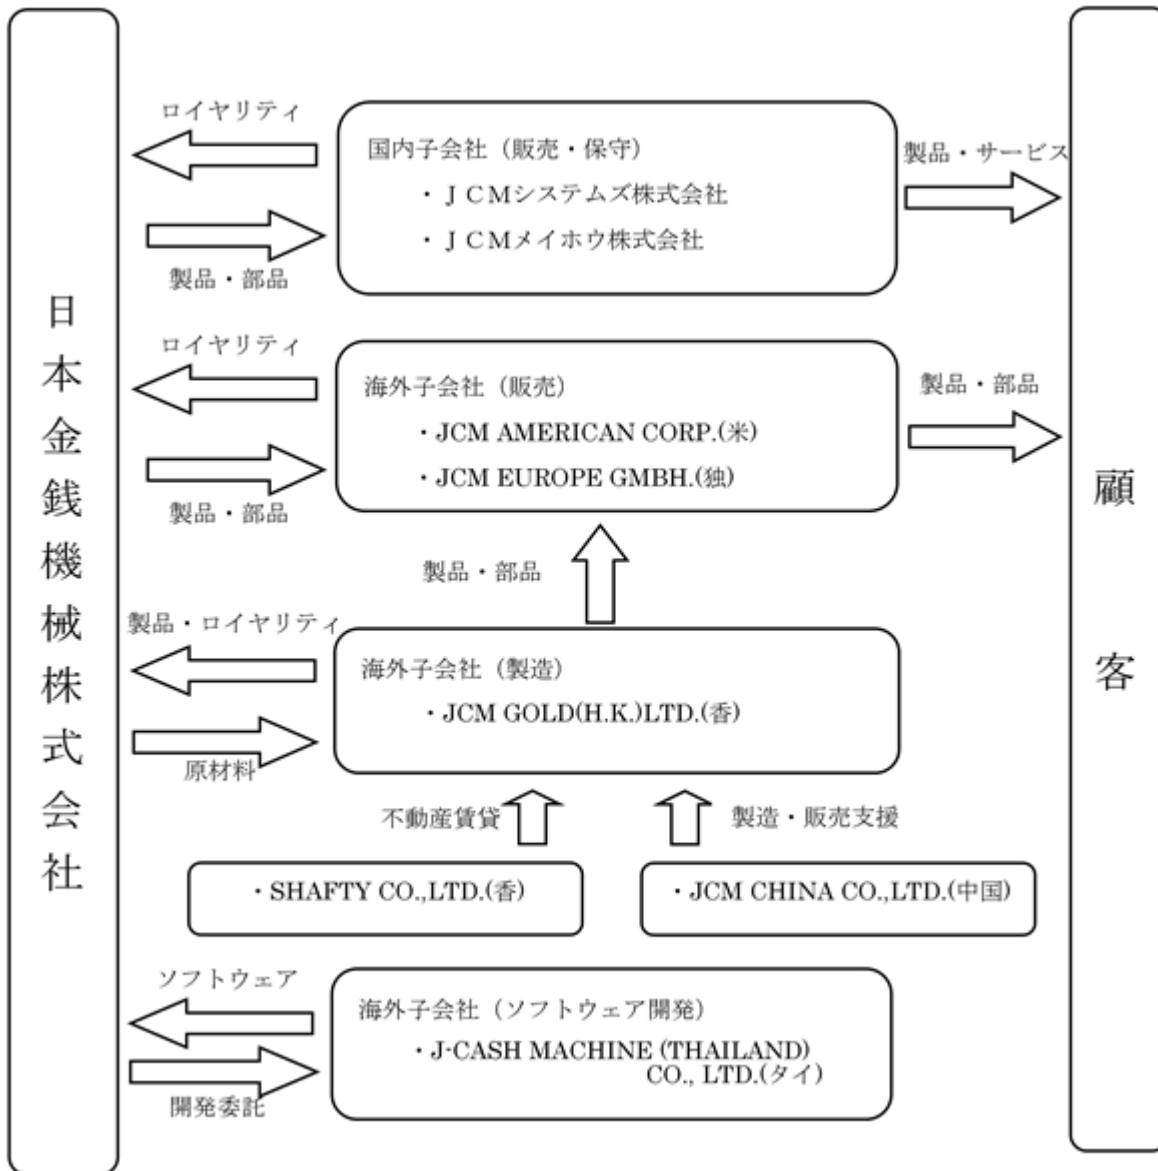 日本金銭機械株式会社
ロイヤリティ
製品・部品
国内子会社（販売・保守）
・ＪＣＭシステムズ株式会社
・ＪＣＭメイホウ株式会社
製品・サービス
ロイヤリティ
製品・部品
海外子会社（販売）
・JCM AMERICAN CORP.(米)
・JCM EUROPE GMBH.(独)
製品・部品
顧客
製品・部品
製品・ロイヤリティ
原材料
海外子会社（製造）
・JCM GOLD(H.K.)LTD.(香)
不動産賃貸
製造・販売支援
・SHAFTY CO.,LTD.(香)
・JCM CHINA CO.,LTD.(中国)
ソフトウェア
開発委託
海外子会社（ソフトウェア開発）
・J-CASH MACHINE (THAILAND)
CO., LTD.(タイ)